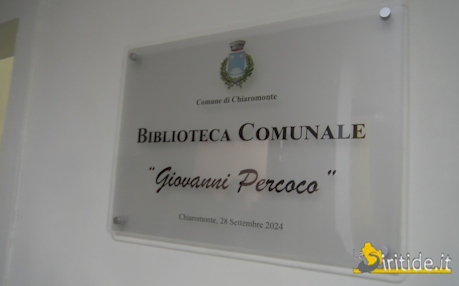 Comune di Chiaromonte
BIBLIOTECA COMUNALE
"Giovanni Percoco"
Chiaromonte, 28 Settembre 2024
Siritide.it